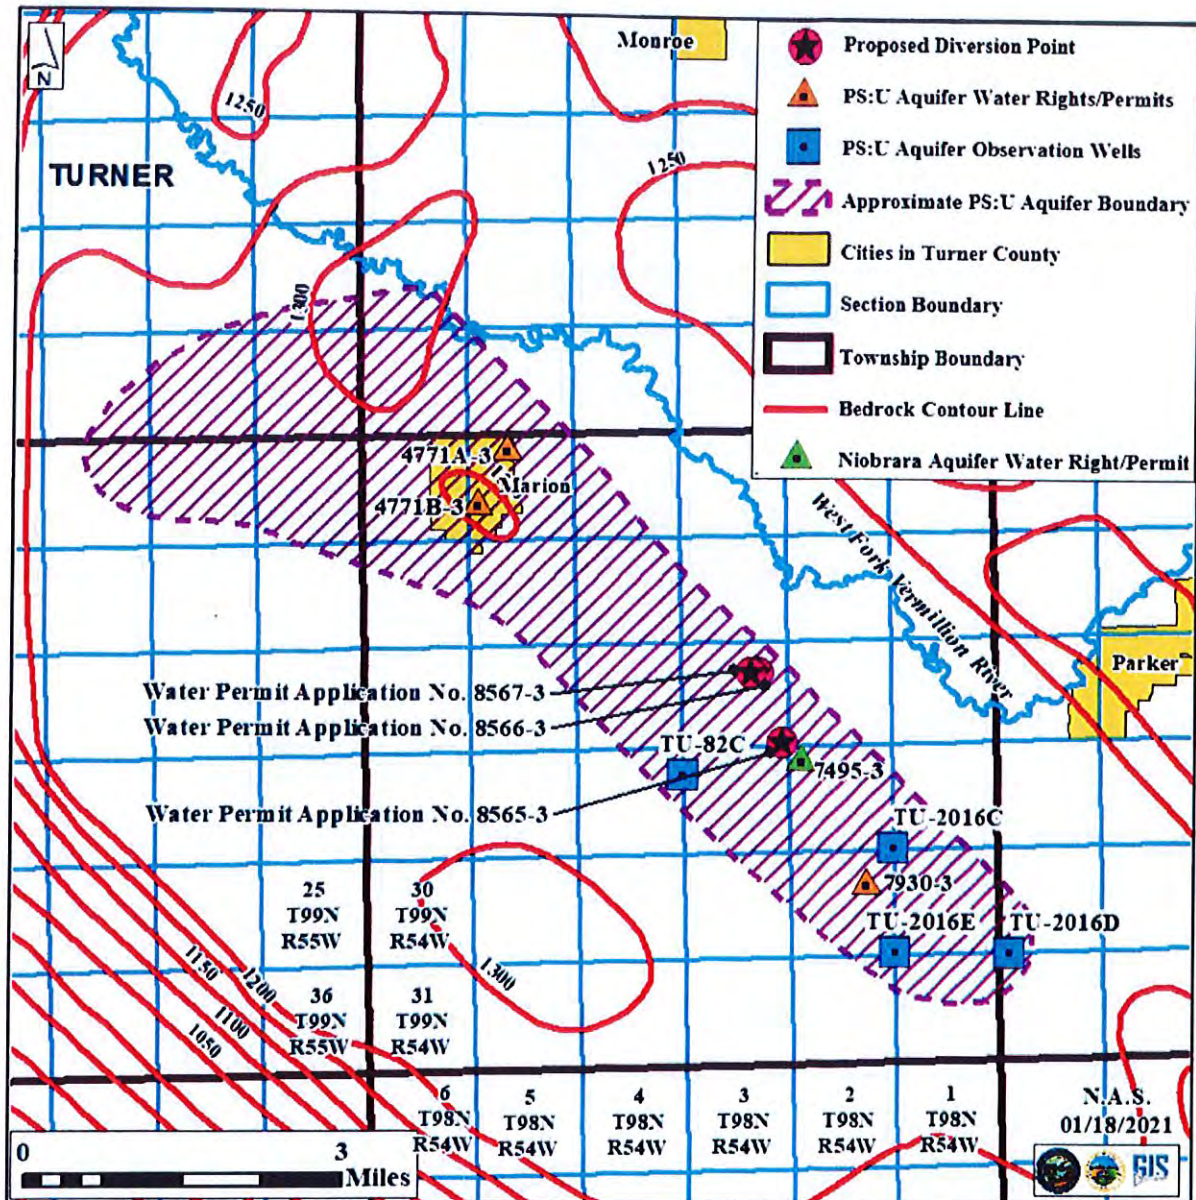 N
Monroe
TURNER
1250
1250
1300
Proposed Diversion Point
PS:U Aquifer Water Rights/Permits
PS:U Aquifer Observation Wells
Approximate PS:U Aquifer Boundary
Cities in Turner County
Section Boundary
Township Boundary
Bedrock Contour Line
Niobrara Aquifer Water Right/Permit
4771A-3
Marion
4771B-3
West Fork Vermillion River
Parker
Water Permit Application No. 8567-3
Water Permit Application No. 8566-3
TU-82C
7495-3
Water Permit Application No. 8565-3
TU-2016C
7930-3
TU-2016E
TU-2016D
25
T99N
R55W
30
T99N
R54W
1300
1150
1200
1100
1050
36
T99N
R55W
31
T99N
R54W
6
T98N
R54W
5
T98N
R54W
4
T98N
R54W
3
T98N
R54W
2
T98N
R54W
1
T98N
R54W
N.A.S.
01/18/2021
0 3
Miles
GIS